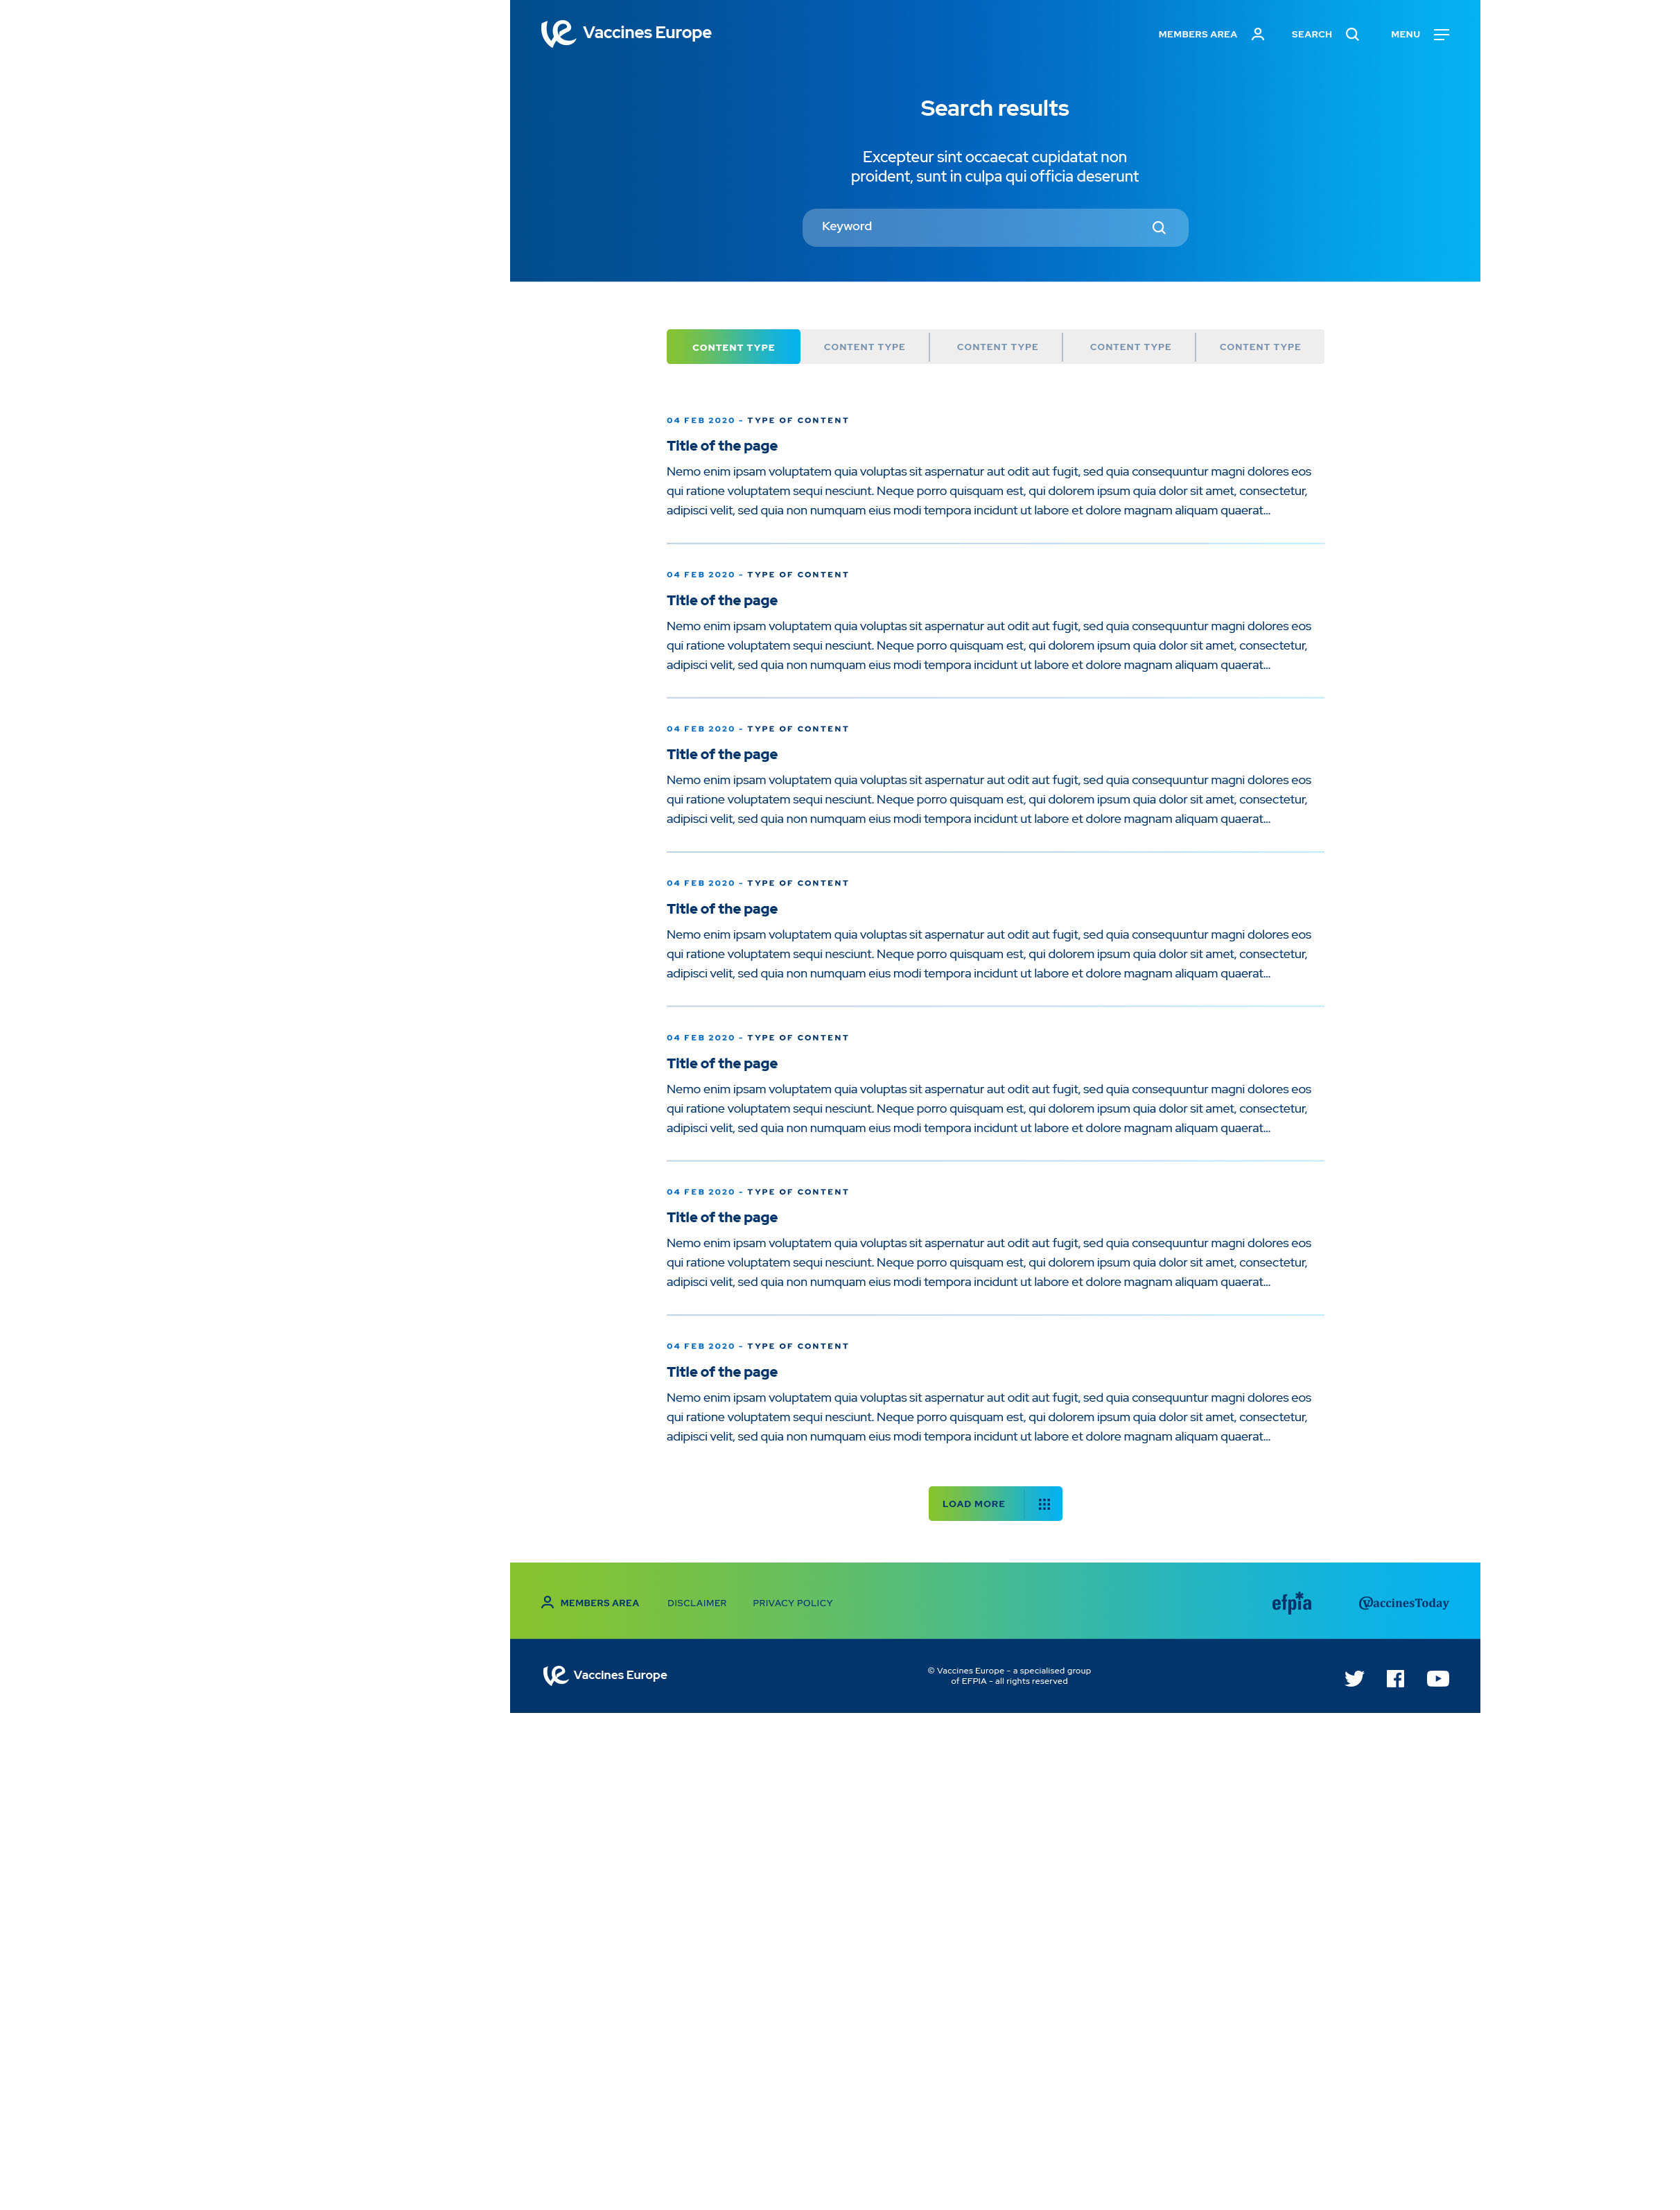 Vaccines Europe
MEMBERS AREA
SEARCH
MENU
Search results
Excepteur sint occaecat cupidatat non
proident, sunt in culpa qui officia deserunt
Keyword
CONTENT TYPE
CONTENT TYPE
CONTENT TYPE
CONTENT TYPE
CONTENT TYPE
04 FEB 2020 - TYPE OF CONTENT
Title of the page
Nemo enim ipsam voluptatem quia voluptas sit aspernatur aut odit aut fugit, sed quia consequuntur magni dolores eos
qui ratione voluptatem sequi nesciunt. Neque porro quisquam est, qui dolorem ipsum quia dolor sit amet, consectetur,
adipisci velit, sed quia non numquam eius modi tempora incidunt ut labore et dolore magnam aliquam quaerat...
04 FEB 2020 - TYPE OF CONTENT
Title of the page
Nemo enim ipsam voluptatem quia voluptas sit aspernatur aut odit aut fugit, sed quia consequuntur magni dolores eos
qui ratione voluptatem sequi nesciunt. Neque porro quisquam est, qui dolorem ipsum quia dolor sit amet, consectetur,
adipisci velit, sed quia non numquam eius modi tempora incidunt ut labore et dolore magnam aliquam quaerat...
04 FEB 2020 - TYPE OF CONTENT
Title of the page
Nemo enim ipsam voluptatem quia voluptas sit aspernatur aut odit aut fugit, sed quia consequuntur magni dolores eos
qui ratione voluptatem sequi nesciunt. Neque porro quisquam est, qui dolorem ipsum quia dolor sit amet, consectetur,
adipisci velit, sed quia non numquam eius modi tempora incidunt ut labore et dolore magnam aliquam quaerat...
04 FEB 2020 - TYPE OF CONTENT
Title of the page
Nemo enim ipsam voluptatem quia voluptas sit aspernatur aut odit aut fugit, sed quia consequuntur magni dolores eos
qui ratione voluptatem sequi nesciunt. Neque porro quisquam est, qui dolorem ipsum quia dolor sit amet, consectetur,
adipisci velit, sed quia non numquam eius modi tempora incidunt ut labore et dolore magnam aliquam quaerat...
04 FEB 2020 - TYPE OF CONTENT
Title of the page
Nemo enim ipsam voluptatem quia voluptas sit aspernatur aut odit aut fugit, sed quia consequuntur magni dolores eos
qui ratione voluptatem sequi nesciunt. Neque porro quisquam est, qui dolorem ipsum quia dolor sit amet, consectetur,
adipisci velit, sed quia non numquam eius modi tempora incidunt ut labore et dolore magnam aliquam quaerat...
04 FEB 2020 - TYPE OF CONTENT
Title of the page
Nemo enim ipsam voluptatem quia voluptas sit aspernatur aut odit aut fugit, sed quia consequuntur magni dolores eos
qui ratione voluptatem sequi nesciunt. Neque porro quisquam est, qui dolorem ipsum quia dolor sit amet, consectetur,
adipisci velit, sed quia non numquam eius modi tempora incidunt ut labore et dolore magnam aliquam quaerat...
04 FEB 2020 - TYPE OF CONTENT
Title of the page
Nemo enim ipsam voluptatem quia voluptas sit aspernatur aut odit aut fugit, sed quia consequuntur magni dolores eos
qui ratione voluptatem sequi nesciunt. Neque porro quisquam est, qui dolorem ipsum quia dolor sit amet, consectetur,
adipisci velit, sed quia non numquam eius modi tempora incidunt ut labore et dolore magnam aliquam quaerat...
LOAD MORE
MEMBERS AREA
DISCLAIMER
PRIVACY POLICY
efpia
VaccinesToday
Vaccines Europe
© Vaccines Europe - a specialised group
of EFPIA - all rights reserved